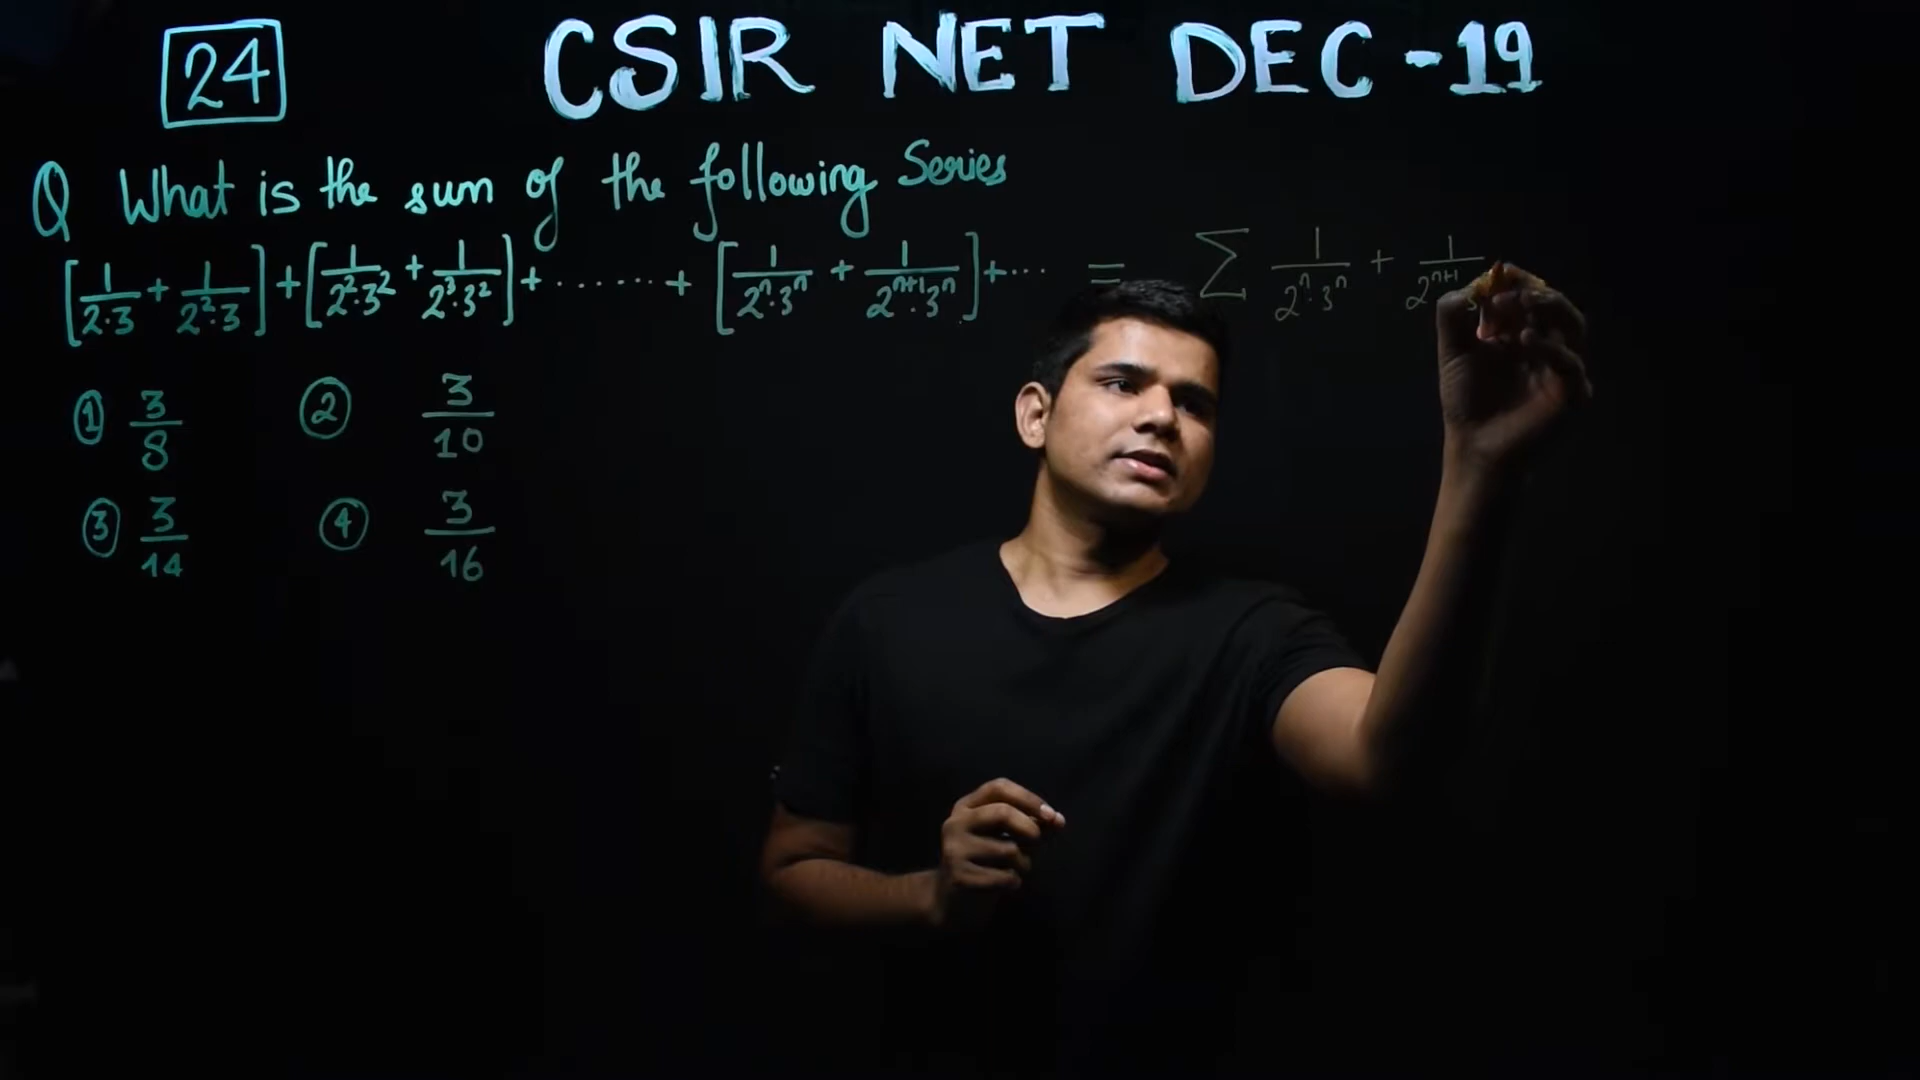 24 CSIR NET DEC-19
Q What is the sum of the following Series
[1/2·3 + 1/2²·3] + [1/2²·3² + 1/2³·3²] + ....... + [1/2ⁿ·3ⁿ + 1/2ⁿ⁺¹·3ⁿ] + ... = ∑ 1/2ⁿ·3ⁿ + 1/2ⁿ⁺¹
① 3/8 ② 3/10
③ 3/14 ④ 3/16